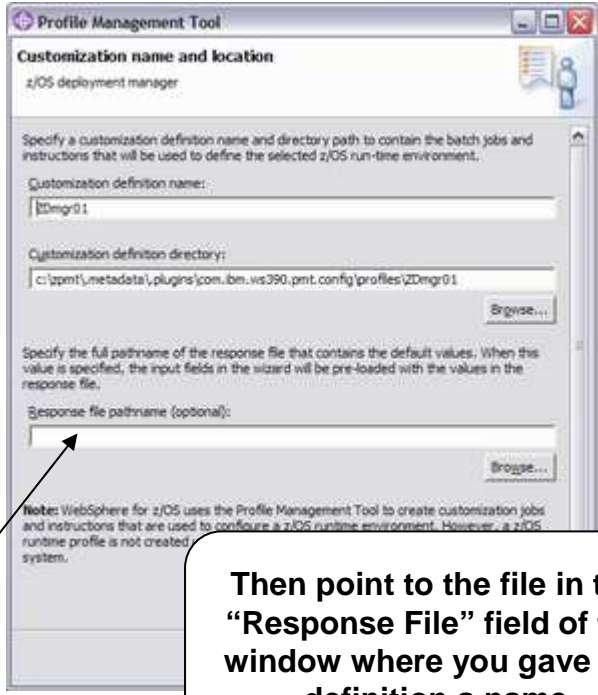 Profile Management Tool
Customization name and location
z/OS deployment manager
Specify a customization definition name and directory path to contain the batch jobs and
instructions that will be used to define the selected z/OS run-time environment.
Customization definition name:
ZDmgr01
Customization definition directory:
c:\zpmt\.metadata\.plugins\com.ibm.ws390.pmt.config\profiles\ZDmgr01
Browse...
Specify the full pathname of the response file that contains the default values. When this
value is specified, the input fields in the wizard will be pre-loaded with the values in the
response file.
Response file pathname (optional):
Browse...
Note: WebSphere for z/OS uses the Profile Management Tool to create customization jobs
and instructions that are used to configure a z/OS runtime environment. However, a z/OS
runtime profile is not created
system.
Then point to the file in
"Response File" field of
window where you gave
definition a name